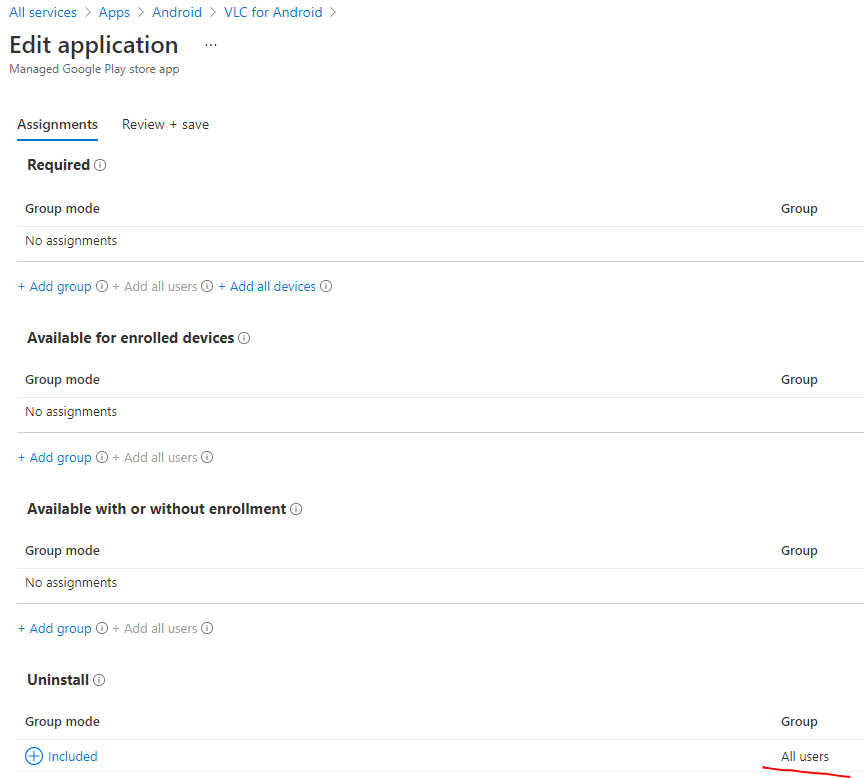 All services > Apps > Android > VLC for Android >
Edit application ...
Managed Google Play store app
Assignments Review + save
Required
Group mode Group
No assignments
+ Add group + Add all users + Add all devices
Available for enrolled devices
Group mode Group
No assignments
+ Add group + Add all users
Available with or without enrollment
Group mode Group
No assignments
+ Add group + Add all users
Uninstall
Group mode Group
Included All users